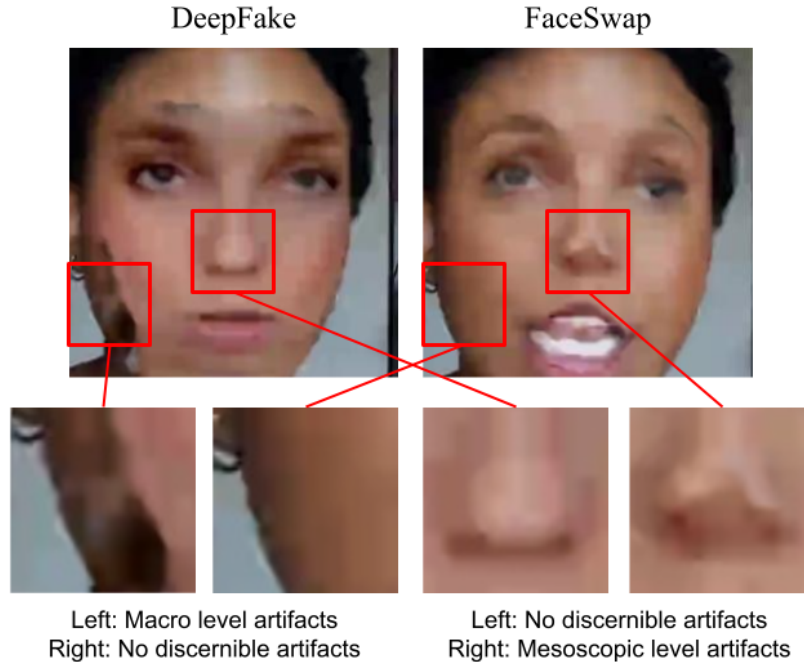 DeepFake
FaceSwap
Left: Macro level artifacts
Right: No discernible artifacts
Left: No discernible artifacts
Right: Mesoscopic level artifacts